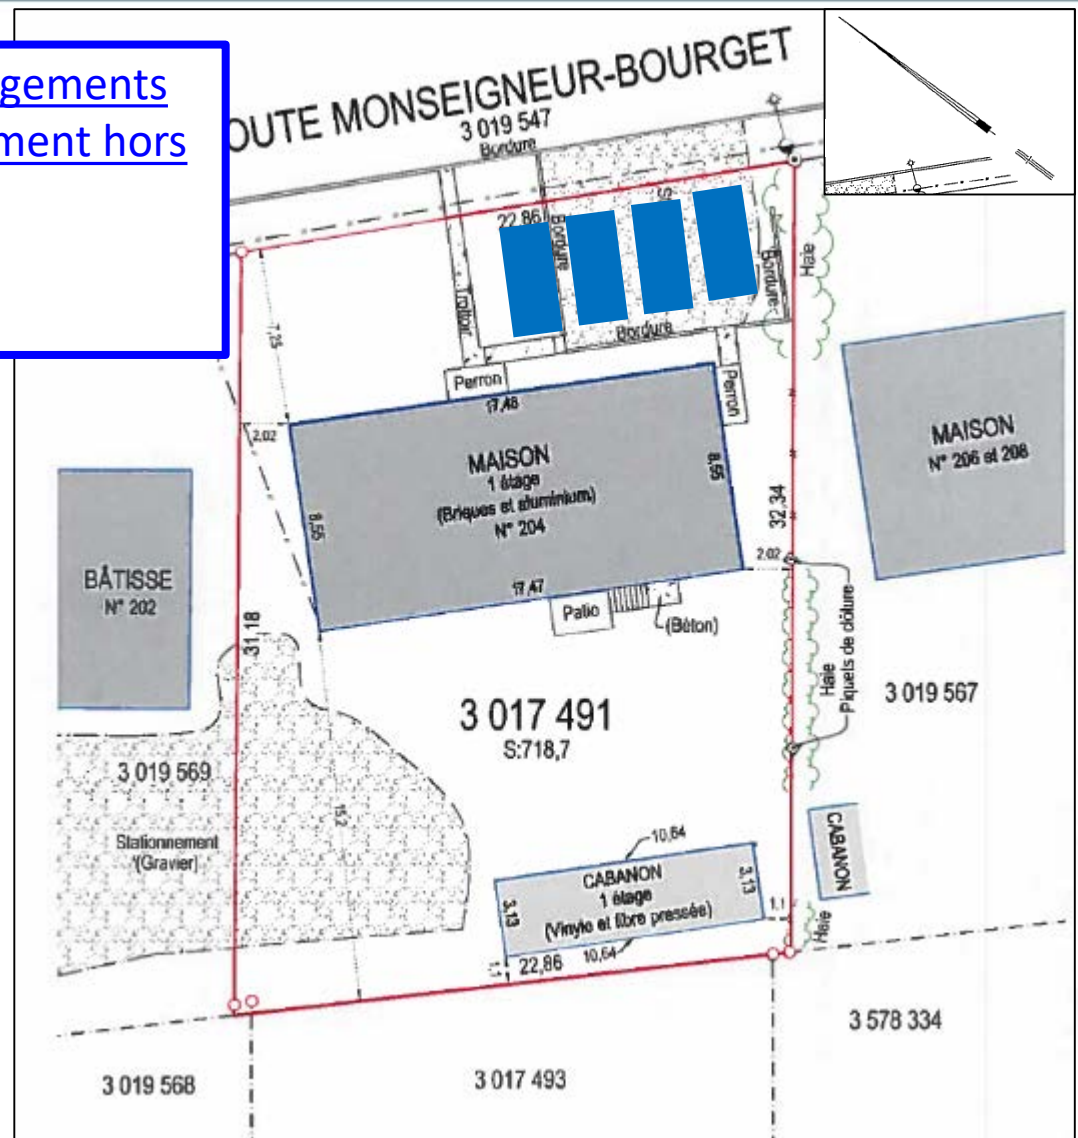 gements
ment hors
OUTE MONSEIGNEUR-BOURGET
3 019 547
Bordure
22,86
Bordure
Trottoir
Bordure
Bordure
Haie
7,25
Perron
Perron
17,48
2,02
MAISON
1 étage
(Briques et aluminium)
N° 204
8,55
8,55
32,34
MAISON
N° 206 et 208
BÂTISSE
N° 202
17,47
2,02
Patio
(Béton)
Haie
Piquets de clôture
31,18
3 017 491
S:718,7
3 019 567
3 019 569
Stationnement
(Gravier)
15,2
10,64
CABANON
1 étage
(Vinyle et fibre pressée)
3,13
3,13
CABANON
1,1
Haie
1,1
22,86
10,64
3 578 334
3 019 568
3 017 493